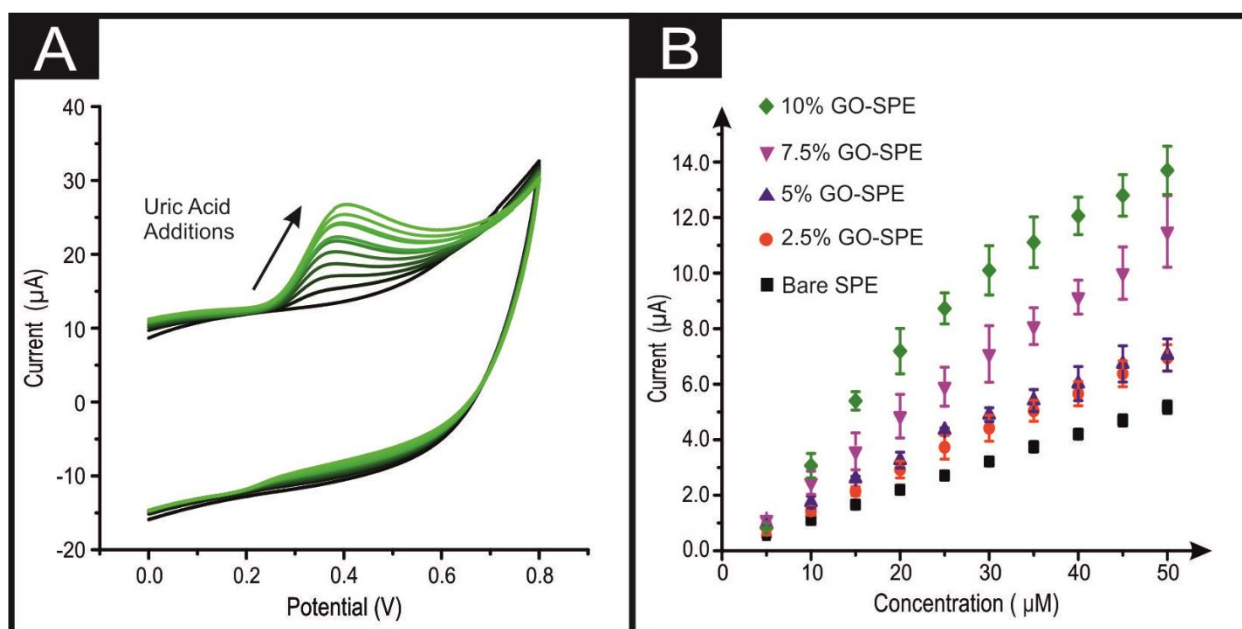 A
40
30
20
10
0
-10
-20
Current (µA)
Uric Acid
Additions
0.0 0.2 0.4 0.6 0.8
Potential (V)
B
10% GO-SPE
7.5% GO-SPE
5% GO-SPE
2.5% GO-SPE
Bare SPE
14.0
12.0
10.0
8.0
6.0
4.0
2.0
0.0
Current (µA)
0 10 20 30 40 50
Concentration ( µM)